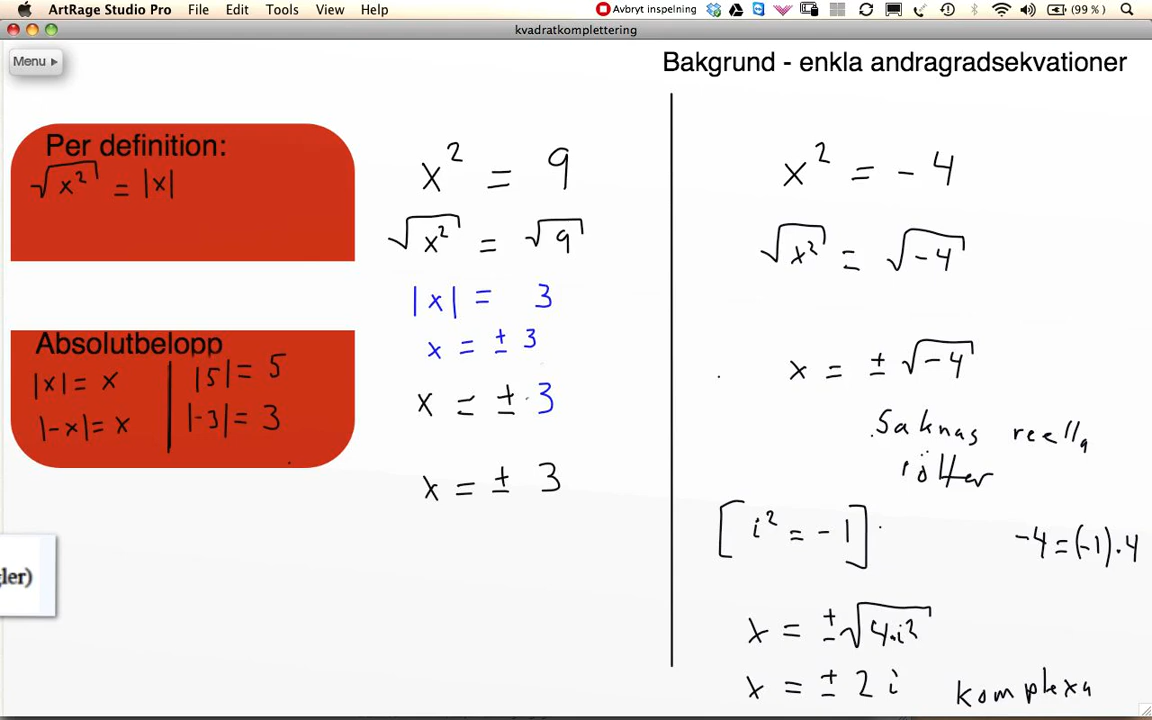 ArtRage Studio Pro File Edit Tools View Help Avbryt inspelning (99 %)
kvadratkomplettering
Menu
Bakgrund - enkla andragradsekvationer
Per definition:
√x² = |x|
Absolutbelopp
|x| = x | |5| = 5
|-x| = x | |-3| = 3
gler)
x² = 9
√x² = √9
|x| = 3
x = ± 3
x = ± 3
x = ± 3
x² = -4
√x² = √-4
x = ± √-4
Saknas reella
rötter
[i² = -1]
-4 = (-1)·4
x = ±√4·i²
x = ± 2i komplexa